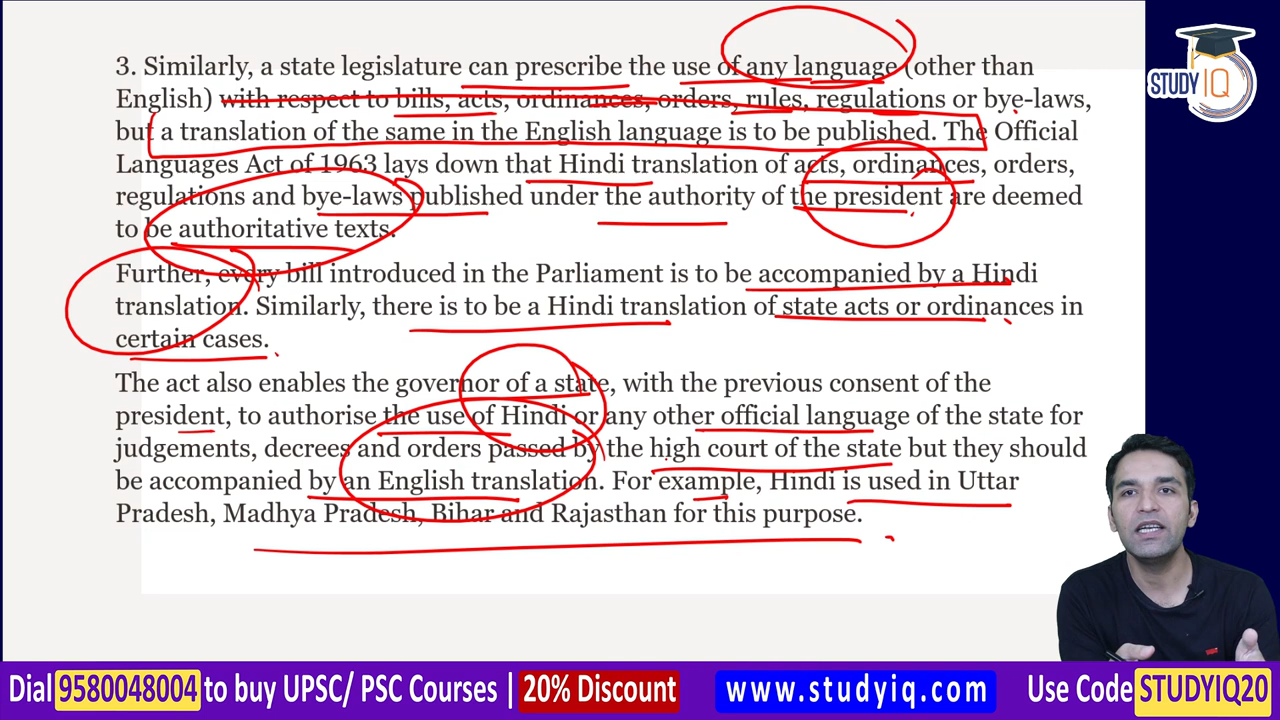 3. Similarly, a state legislature can prescribe the use of any language (other than
English) with respect to bills, acts, ordinances, orders, rules, regulations or bye-laws,
but a translation of the same in the English language is to be published. The Official
Languages Act of 1963 lays down that Hindi translation of acts, ordinances, orders,
regulations and bye-laws published under the authority of the president are deemed
to be authoritative texts.
Further, every bill introduced in the Parliament is to be accompanied by a Hindi
translation. Similarly, there is to be a Hindi translation of state acts or ordinances in
certain cases.
The act also enables the governor of a state, with the previous consent of the
president, to authorise the use of Hindi or any other official language of the state for
judgements, decrees and orders passed by the high court of the state but they should
be accompanied by an English translation. For example, Hindi is used in Uttar
Pradesh, Madhya Pradesh, Bihar and Rajasthan for this purpose.
STUDY IQ
Dial 9580048004 to buy UPSC/ PSC Courses | 20% Discount www.studyiq.com Use Code STUDYIQ20